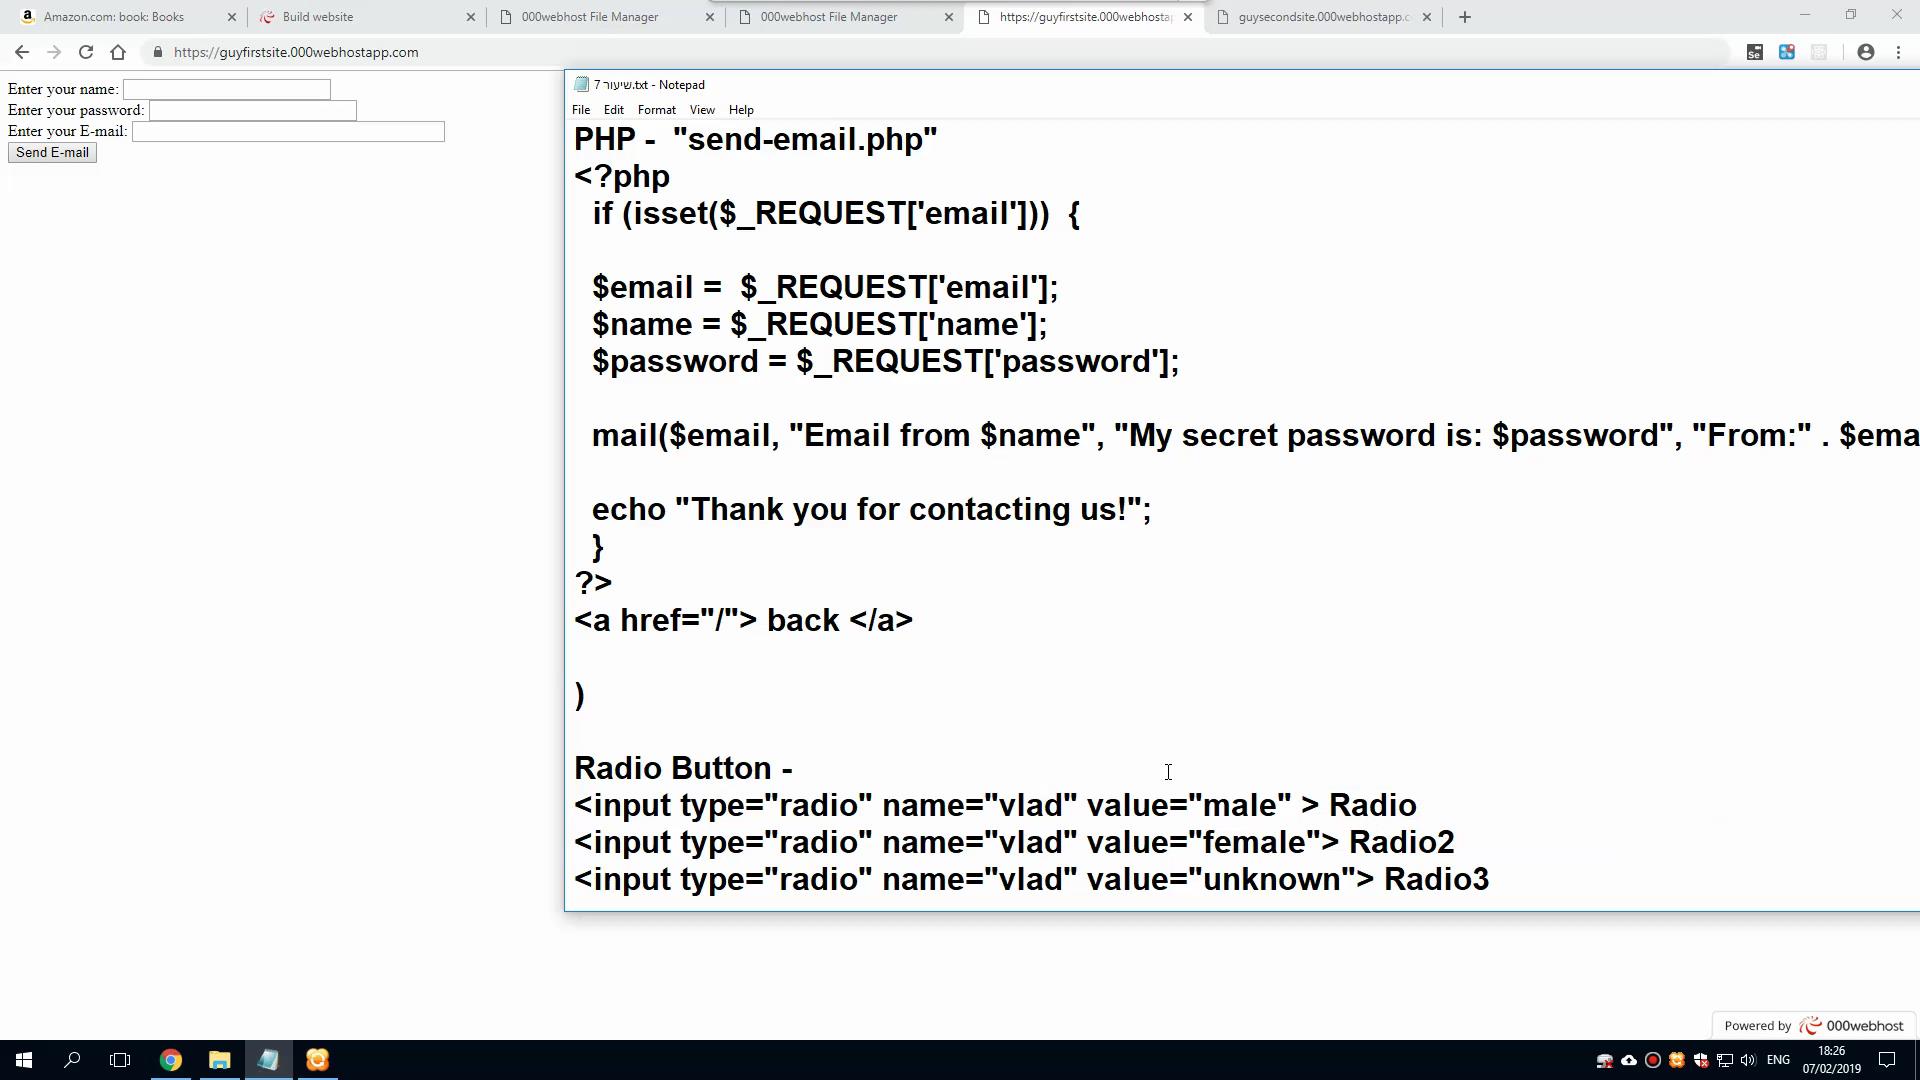 Amazon.com: book: Books
Build website
000webhost File Manager
000webhost File Manager
https://guyfirstsite.000webhosta
guysecondsite.000webhostapp.c
https://guyfirstsite.000webhostapp.com
Enter your name:
Enter your password:
Enter your E-mail:
Send E-mail
שיעור 7.txt - Notepad
File Edit Format View Help
PHP -  "send-email.php"
<?php
if (isset($_REQUEST['email']))  {
$email =  $_REQUEST['email'];
$name = $_REQUEST['name'];
$password = $_REQUEST['password'];
mail($email, "Email from $name", "My secret password is: $password", "From:" . $ema
echo "Thank you for contacting us!";
}
?>
<a href="/"> back </a>
)
Radio Button -
<input type="radio" name="vlad" value="male" > Radio
<input type="radio" name="vlad" value="female"> Radio2
<input type="radio" name="vlad" value="unknown"> Radio3
Powered by 000webhost
ENG
18:26
07/02/2019